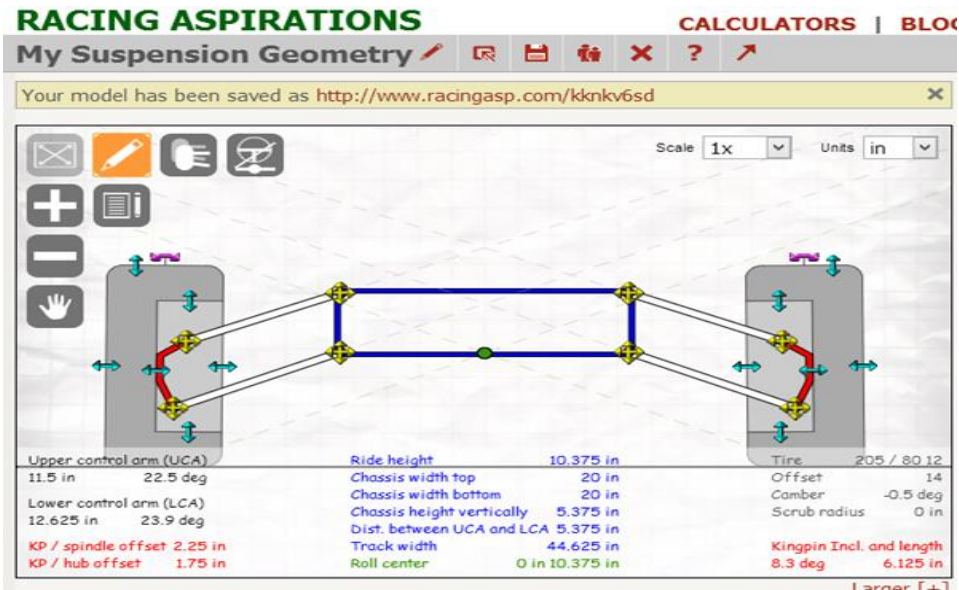 RACING ASPIRATIONS
CALCULATORS | BLOG
My Suspension Geometry ?
Your model has been saved as http://www.racingasp.com/kknkv6sd
Scale 1x Units in
Upper control arm (UCA)
11.5 in 22.5 deg
Lower control arm (LCA)
12.625 in 23.9 deg
KP / spindle offset 2.25 in
KP / hub offset 1.75 in
Ride height 10.375 in
Chassis width top 20 in
Chassis width bottom 20 in
Chassis height vertically 5.375 in
Dist. between UCA and LCA 5.375 in
Track width 44.625 in
Roll center 0 in 10.375 in
Tire 205 / 80 12
Offset 14
Camber -0.5 deg
Scrub radius 0 in
Kingpin Incl. and length
8.3 deg 6.125 in
Larger [+]